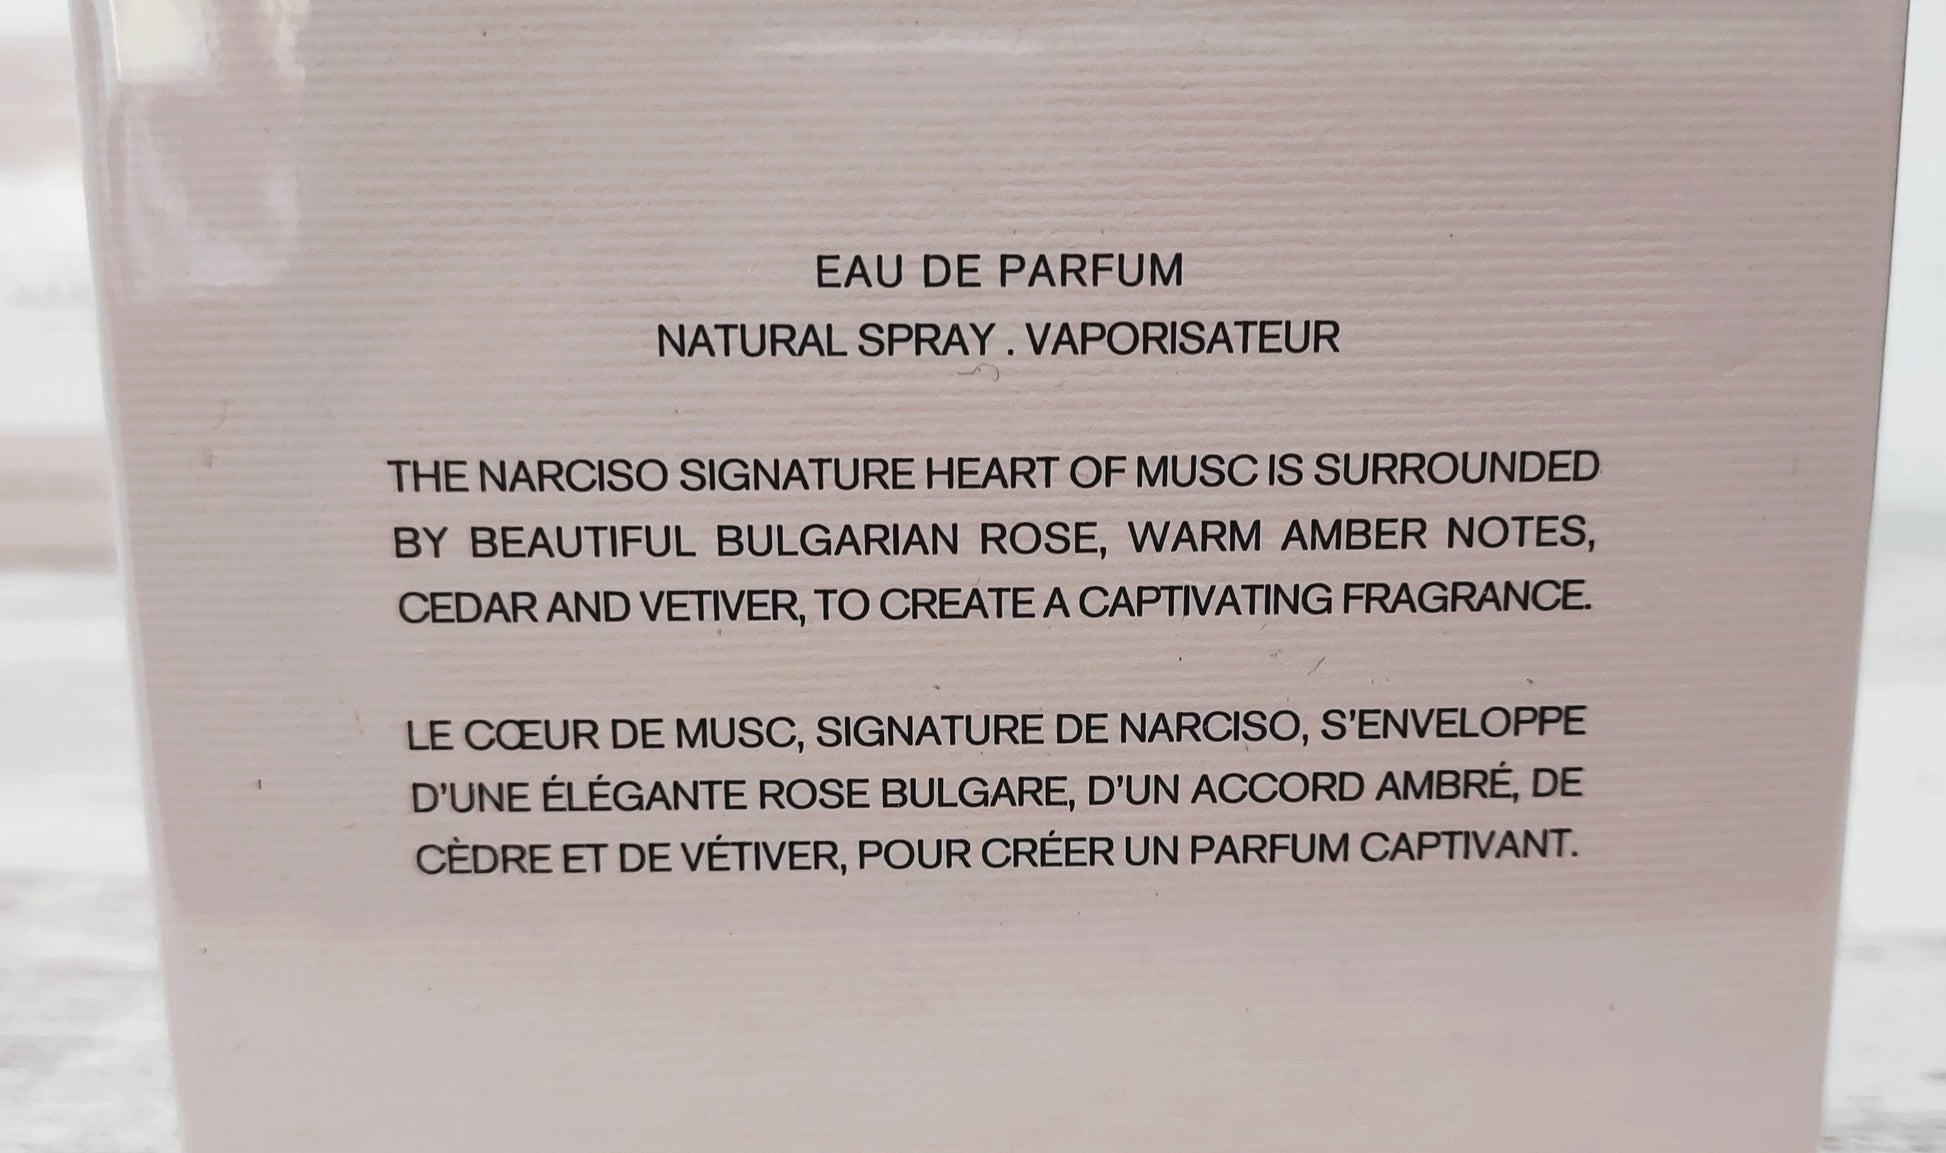 EAU DE PARFUM
NATURAL SPRAY . VAPORISATEUR
THE NARCISO SIGNATURE HEART OF MUSC IS SURROUNDED
BY BEAUTIFUL BULGARIAN ROSE, WARM AMBER NOTES,
CEDAR AND VETIVER, TO CREATE A CAPTIVATING FRAGRANCE.
LE CŒUR DE MUSC, SIGNATURE DE NARCISO, S'ENVELOPPE
D'UNE ÉLÉGANTE ROSE BULGARE, D'UN ACCORD AMBRÉ, DE
CÈDRE ET DE VÉTIVER, POUR CRÉER UN PARFUM CAPTIVANT.